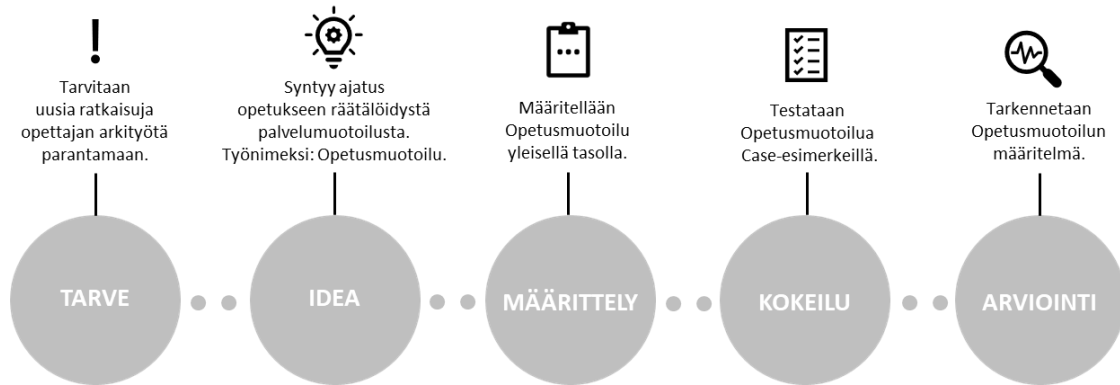 Tarvitaan
uusia ratkaisuja
opettajan arkityötä
parantamaan.
Syntyy ajatus
opetukseen räätälöidystä
palvelumuotoilusta.
Työnimeksi: Opetusmuotoilu.
Määritellään
Opetusmuotoilu
yleisellä tasolla.
Testataan
Opetusmuotoilua
Case-esimerkeillä.
Tarkennetaan
Opetusmuotoilun
määritelmä.
TARVE
IDEA
MÄÄRITTELY
KOKEILU
ARVIOINTI